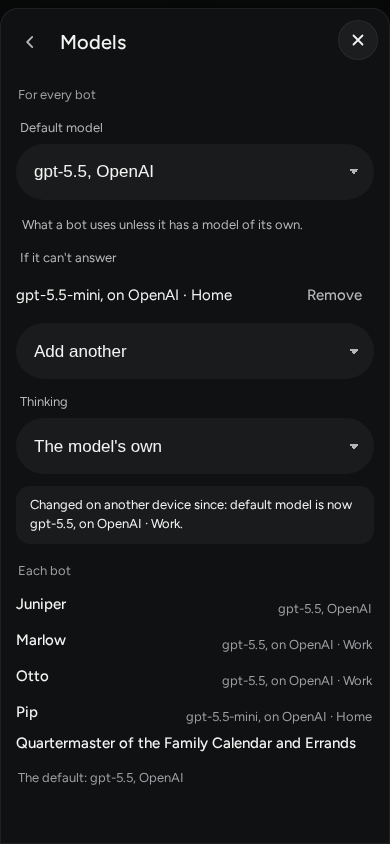 Models
For every bot
Default model
gpt-5.5, OpenAI
What a bot uses unless it has a model of its own.
If it can't answer
gpt-5.5-mini, on OpenAI · Home Remove
Add another
Thinking
The model's own
Changed on another device since: default model is now
gpt-5.5, on OpenAI · Work.
Each bot
Juniper gpt-5.5, OpenAI
Marlow gpt-5.5, on OpenAI · Work
Otto gpt-5.5, on OpenAI · Work
Pip gpt-5.5-mini, on OpenAI · Home
Quartermaster of the Family Calendar and Errands
The default: gpt-5.5, OpenAI